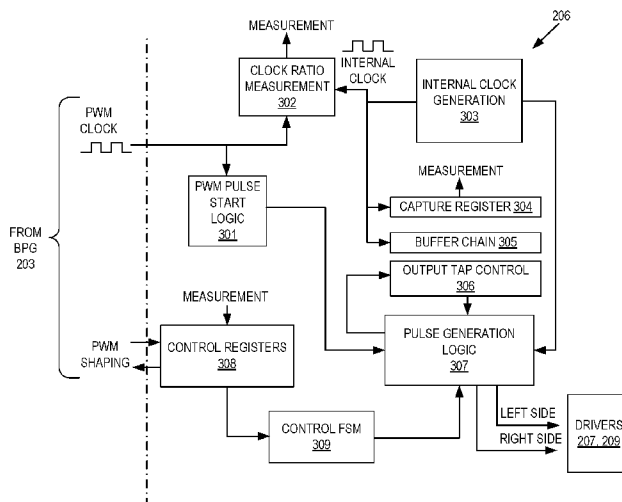 206
MEASUREMENT
INTERNAL
CLOCK
CLOCK RATIO
MEASUREMENT
302
INTERNAL CLOCK
GENERATION
303
PWM
CLOCK
MEASUREMENT
PWM PULSE
START
LOGIC
301
CAPTURE REGISTER 304
BUFFER CHAIN 305
FROM
BPG
203
OUTPUT TAP CONTROL
306
MEASUREMENT
PWM
SHAPING
CONTROL REGISTERS
308
PULSE GENERATION
LOGIC
307
LEFT SIDE
RIGHT SIDE
DRIVERS
207, 209
CONTROL FSM
309